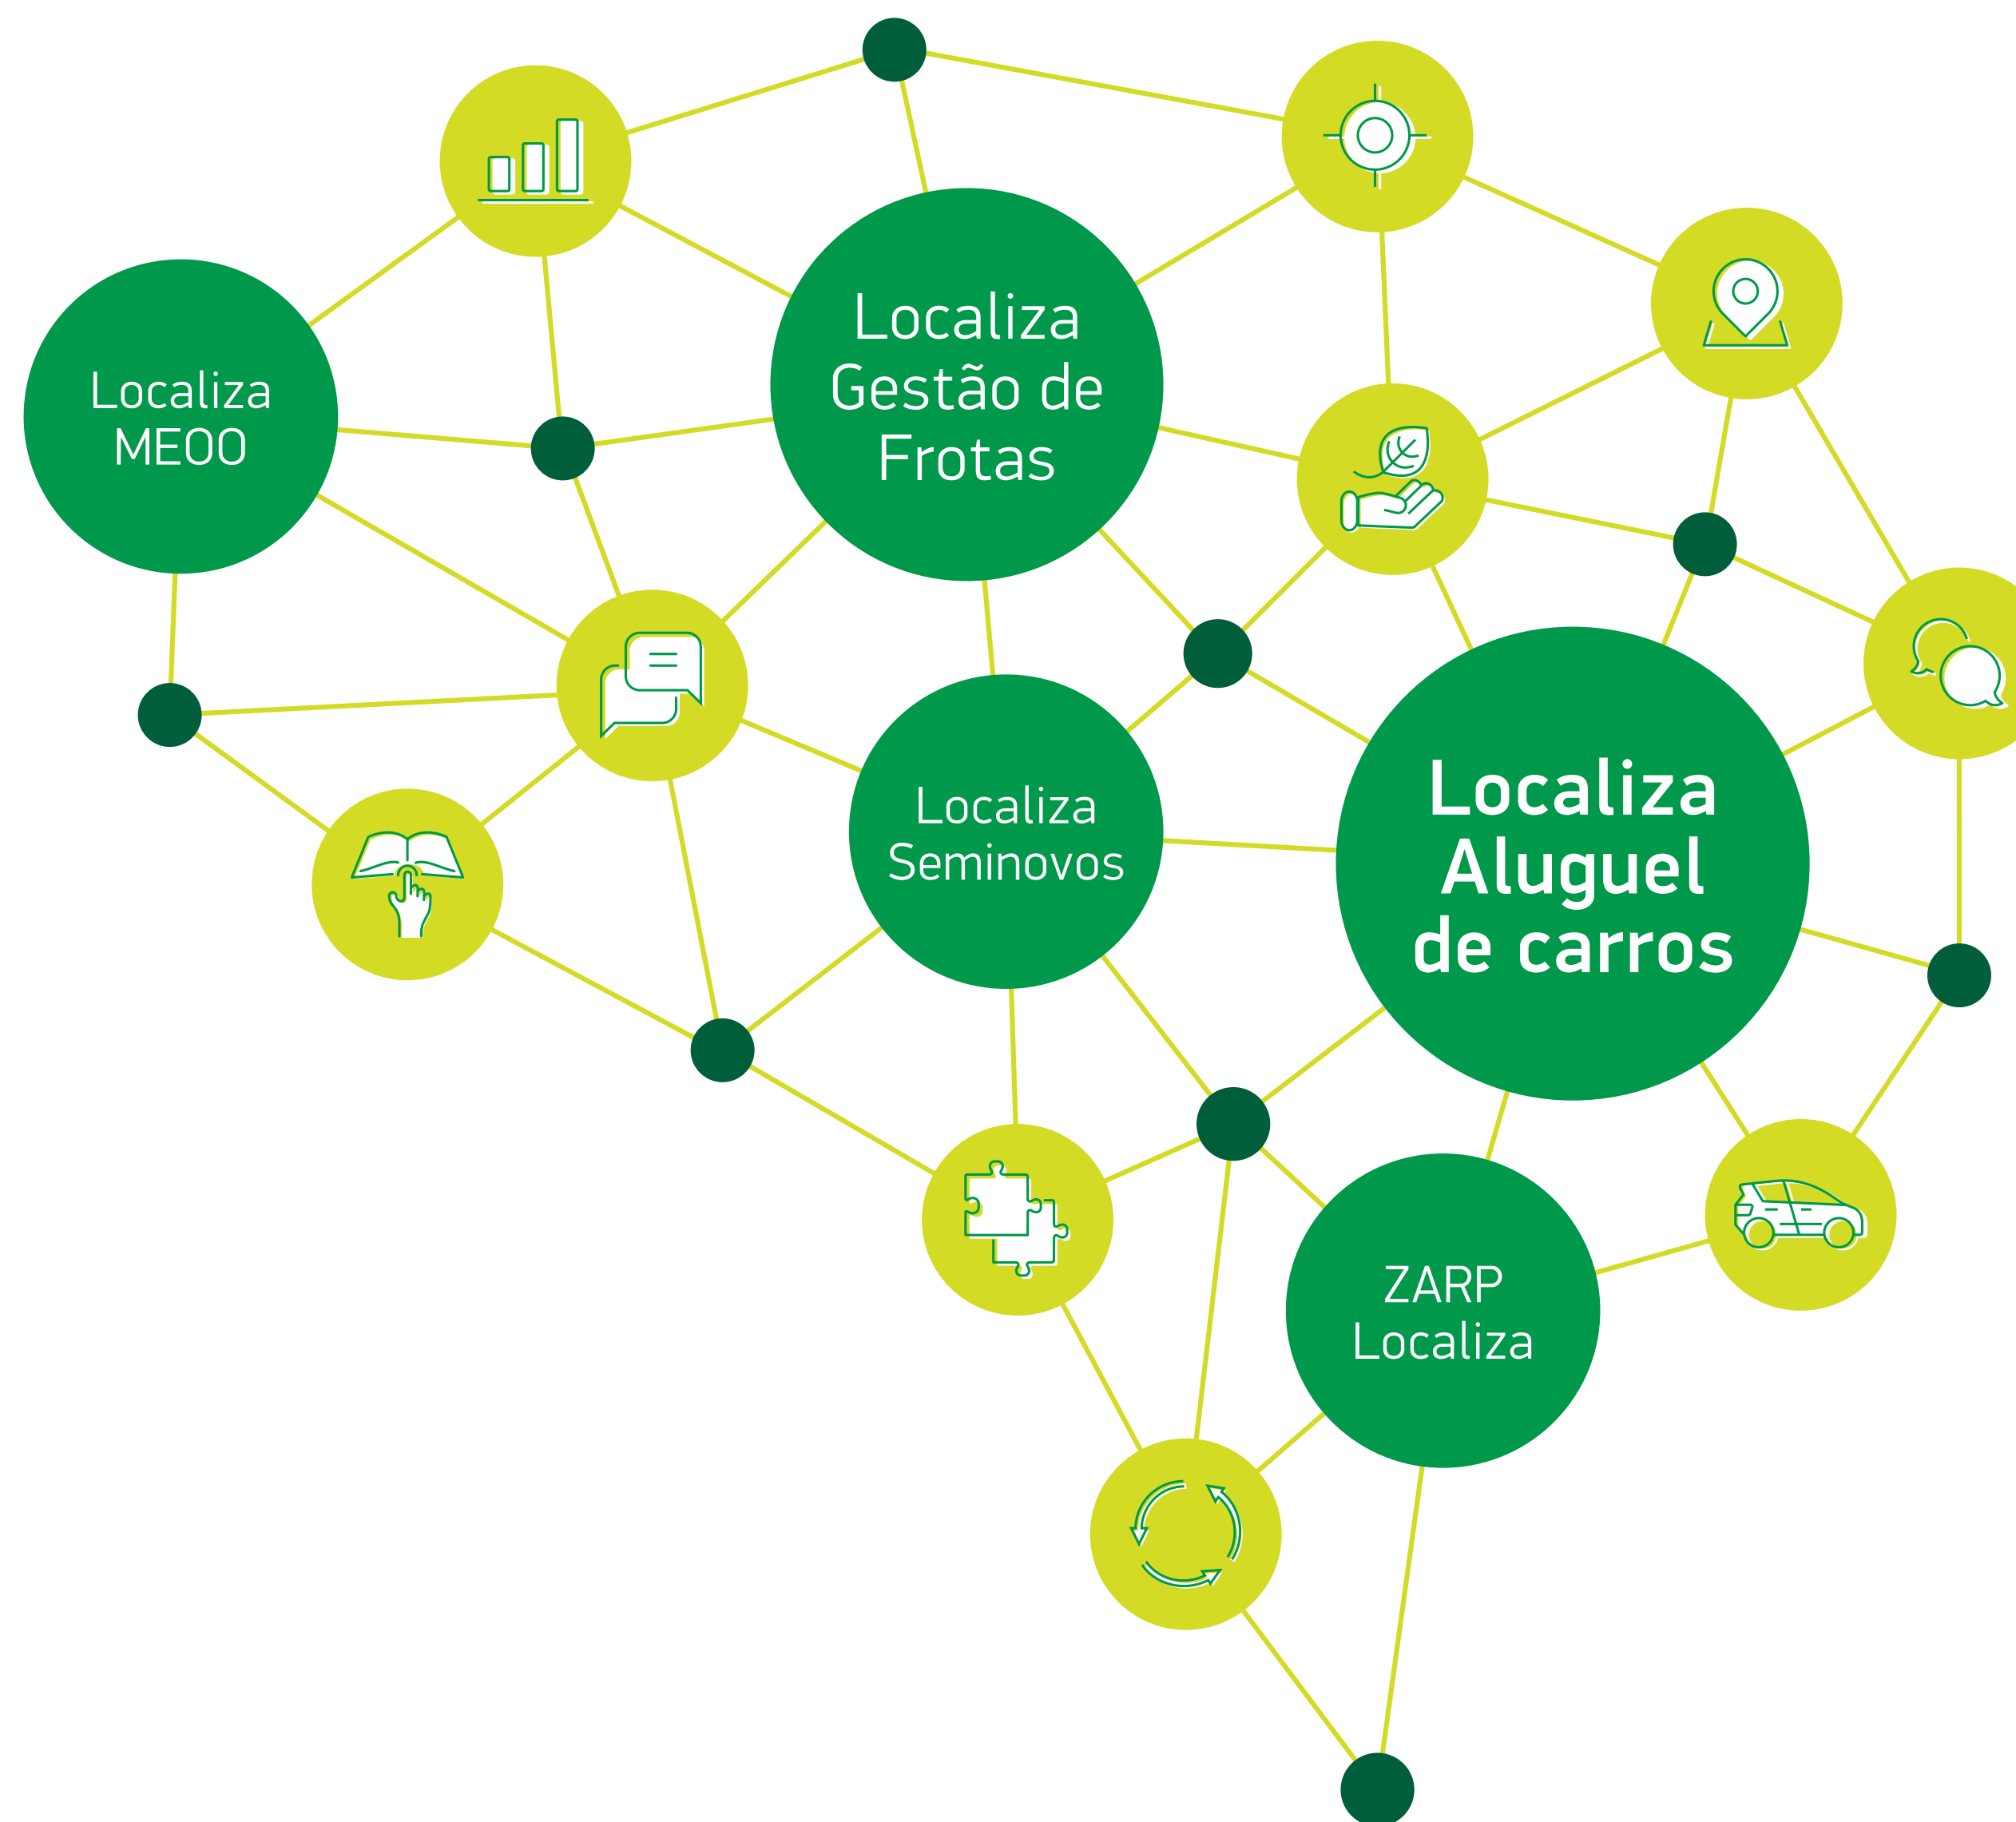 Localiza
Gestão de
Frotas
Localiza
MEOO
Localiza
Seminovos
Localiza
Aluguel
de carros
ZARP
Localiza